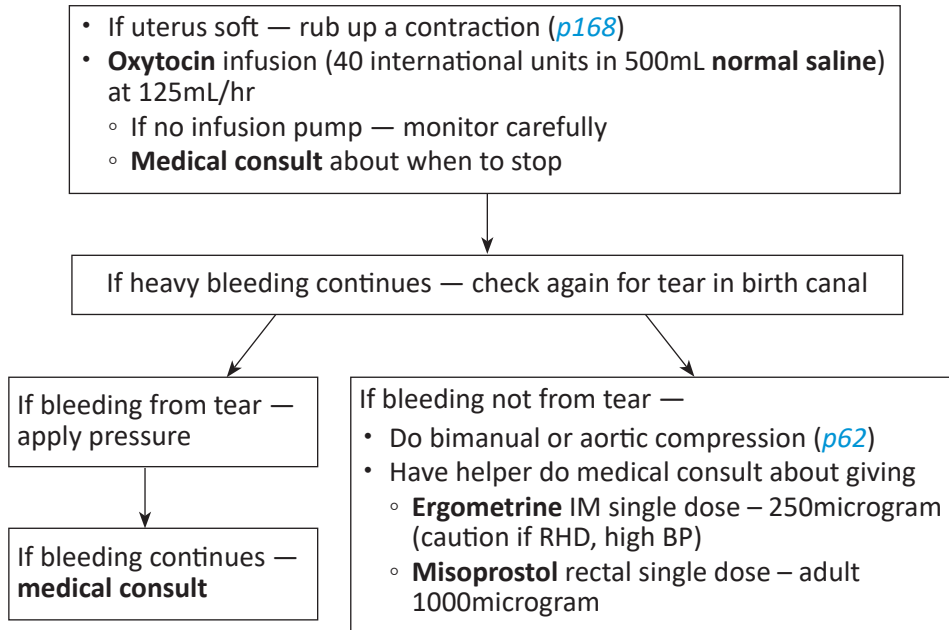 • If uterus soft — rub up a contraction (p168)
• Oxytocin infusion (40 international units in 500mL normal saline)
at 125mL/hr
◦ If no infusion pump — monitor carefully
◦ Medical consult about when to stop
If heavy bleeding continues — check again for tear in birth canal
If bleeding from tear —
apply pressure
If bleeding continues —
medical consult
If bleeding not from tear —
• Do bimanual or aortic compression (p62)
• Have helper do medical consult about giving
◦ Ergometrine IM single dose – 250microgram
(caution if RHD, high BP)
◦ Misoprostol rectal single dose – adult
1000microgram